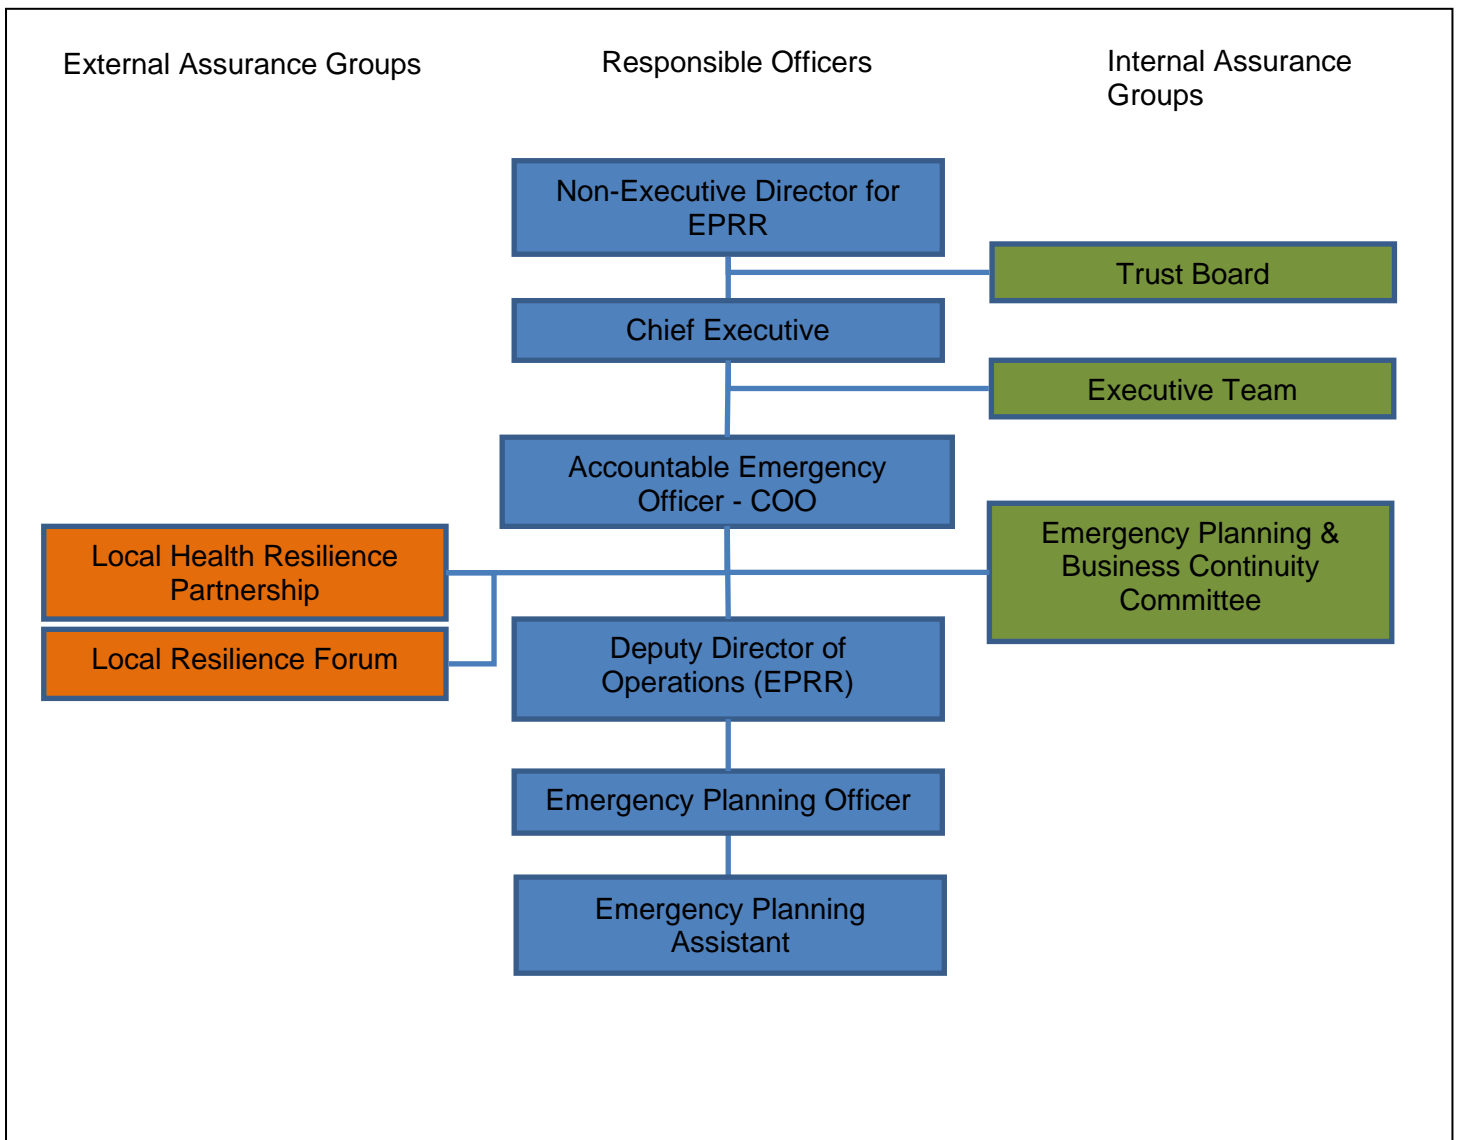 External Assurance Groups
Responsible Officers
Internal Assurance
Groups
Non-Executive Director for
EPRR
Trust Board
Chief Executive
Executive Team
Accountable Emergency
Officer - COO
Local Health Resilience
Partnership
Emergency Planning &
Business Continuity
Committee
Local Resilience Forum
Deputy Director of
Operations (EPRR)
Emergency Planning Officer
Emergency Planning
Assistant